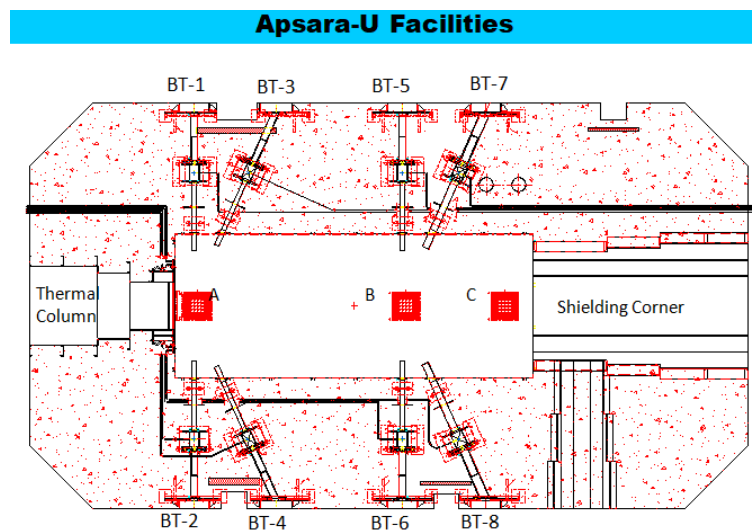 Apsara-U Facilities
BT-1
BT-3
BT-5
BT-7
Thermal
Column
A
B
C
Shielding Corner
BT-2
BT-4
BT-6
BT-8